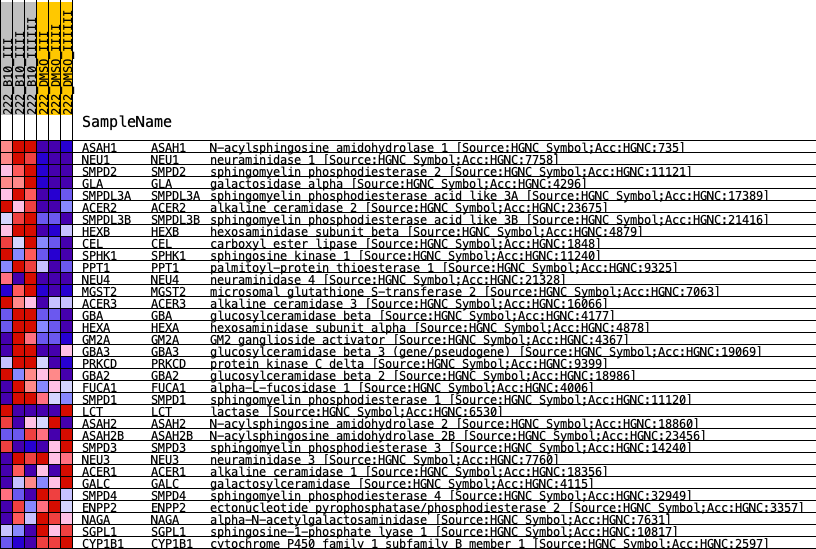 222_B10_III
222_B10_IIII
222_B10_IIIIII
222_DMSO_III
222_DMSO_IIII
222_DMSO_IIIIII
SampleName
ASAH1 ASAH1 N-acylsphingosine amidohydrolase 1 [Source:HGNC Symbol;Acc:HGNC:735]
NEU1 NEU1 neuraminidase 1 [Source:HGNC Symbol;Acc:HGNC:7758]
SMPD2 SMPD2 sphingomyelin phosphodiesterase 2 [Source:HGNC Symbol;Acc:HGNC:11121]
GLA GLA galactosidase alpha [Source:HGNC Symbol;Acc:HGNC:4296]
SMPDL3A SMPDL3A sphingomyelin phosphodiesterase acid like 3A [Source:HGNC Symbol;Acc:HGNC:17389]
ACER2 ACER2 alkaline ceramidase 2 [Source:HGNC Symbol;Acc:HGNC:23675]
SMPDL3B SMPDL3B sphingomyelin phosphodiesterase acid like 3B [Source:HGNC Symbol;Acc:HGNC:21416]
HEXB HEXB hexosaminidase subunit beta [Source:HGNC Symbol;Acc:HGNC:4879]
CEL CEL carboxyl ester lipase [Source:HGNC Symbol;Acc:HGNC:1848]
SPHK1 SPHK1 sphingosine kinase 1 [Source:HGNC Symbol;Acc:HGNC:11240]
PPT1 PPT1 palmitoyl-protein thioesterase 1 [Source:HGNC Symbol;Acc:HGNC:9325]
NEU4 NEU4 neuraminidase 4 [Source:HGNC Symbol;Acc:HGNC:21328]
MGST2 MGST2 microsomal glutathione S-transferase 2 [Source:HGNC Symbol;Acc:HGNC:7063]
ACER3 ACER3 alkaline ceramidase 3 [Source:HGNC Symbol;Acc:HGNC:16066]
GBA GBA glucosylceramidase beta [Source:HGNC Symbol;Acc:HGNC:4177]
HEXA HEXA hexosaminidase subunit alpha [Source:HGNC Symbol;Acc:HGNC:4878]
GM2A GM2A GM2 ganglioside activator [Source:HGNC Symbol;Acc:HGNC:4367]
GBA3 GBA3 glucosylceramidase beta 3 (gene/pseudogene) [Source:HGNC Symbol;Acc:HGNC:19069]
PRKCD PRKCD protein kinase C delta [Source:HGNC Symbol;Acc:HGNC:9399]
GBA2 GBA2 glucosylceramidase beta 2 [Source:HGNC Symbol;Acc:HGNC:18986]
FUCA1 FUCA1 alpha-L-fucosidase 1 [Source:HGNC Symbol;Acc:HGNC:4006]
SMPD1 SMPD1 sphingomyelin phosphodiesterase 1 [Source:HGNC Symbol;Acc:HGNC:11120]
LCT LCT lactase [Source:HGNC Symbol;Acc:HGNC:6530]
ASAH2 ASAH2 N-acylsphingosine amidohydrolase 2 [Source:HGNC Symbol;Acc:HGNC:18860]
ASAH2B ASAH2B N-acylsphingosine amidohydrolase 2B [Source:HGNC Symbol;Acc:HGNC:23456]
SMPD3 SMPD3 sphingomyelin phosphodiesterase 3 [Source:HGNC Symbol;Acc:HGNC:14240]
NEU3 NEU3 neuraminidase 3 [Source:HGNC Symbol;Acc:HGNC:7760]
ACER1 ACER1 alkaline ceramidase 1 [Source:HGNC Symbol;Acc:HGNC:18356]
GALC GALC galactosylceramidase [Source:HGNC Symbol;Acc:HGNC:4115]
SMPD4 SMPD4 sphingomyelin phosphodiesterase 4 [Source:HGNC Symbol;Acc:HGNC:32949]
ENPP2 ENPP2 ectonucleotide pyrophosphatase/phosphodiesterase 2 [Source:HGNC Symbol;Acc:HGNC:3357]
NAGA NAGA alpha-N-acetylgalactosaminidase [Source:HGNC Symbol;Acc:HGNC:7631]
SGPL1 SGPL1 sphingosine-1-phosphate lyase 1 [Source:HGNC Symbol;Acc:HGNC:10817]
CYP1B1 CYP1B1 cytochrome P450 family 1 subfamily B member 1 [Source:HGNC Symbol;Acc:HGNC:2597]